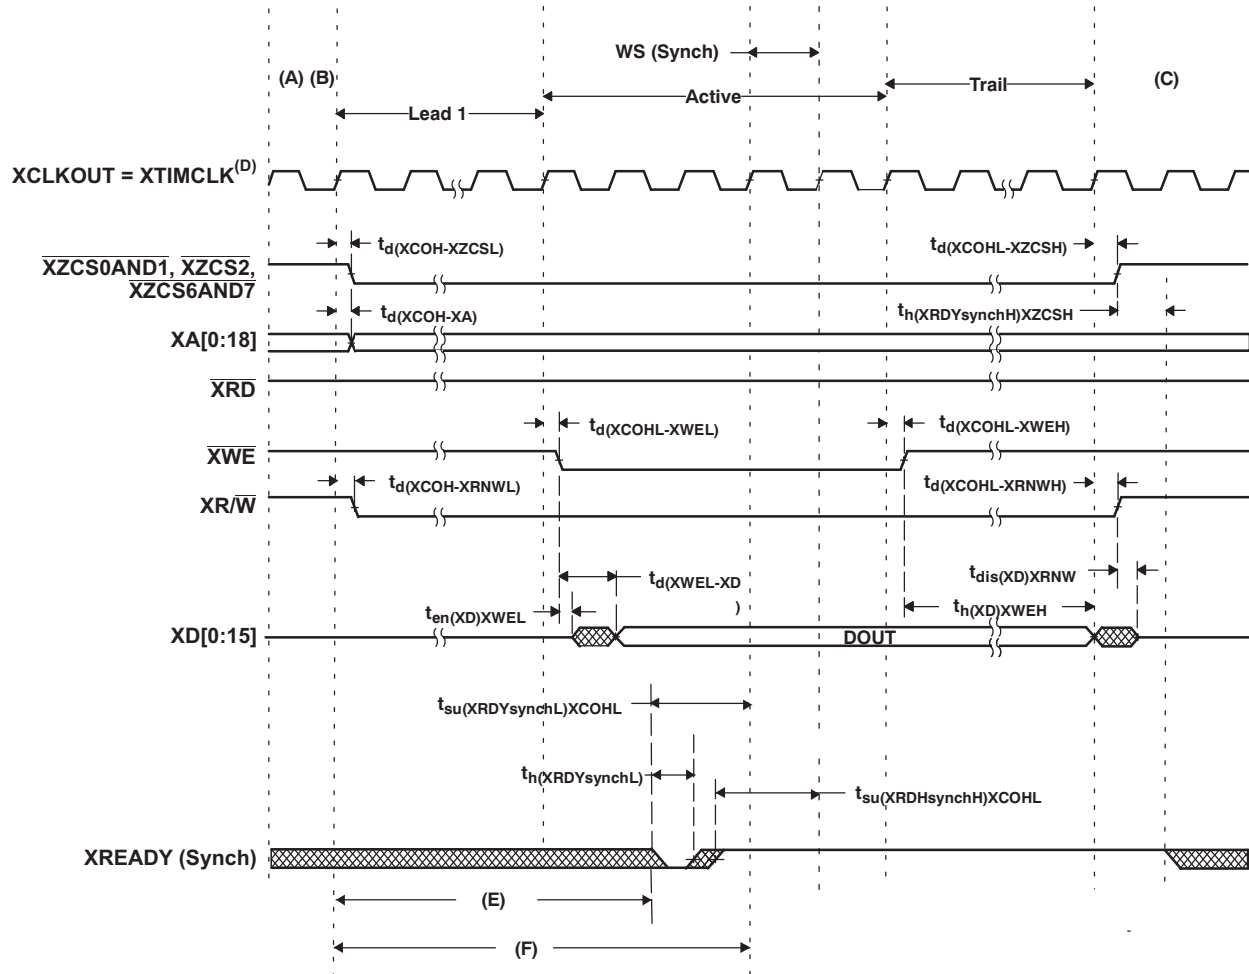 WS (Synch)
(A) (B)
Trail
(C)
Active
Lead 1
XCLKOUT = XTIMCLK(D)
td(XCOH-XZCSL)
td(XCOHL-XZCSH)
XZCS0AND1, XZCS2,
XZCS6AND7
td(XCOH-XA)
th(XRDYsynchH)XZCSH
XA[0:18]
XRD
td(XCOHL-XWEL)
td(XCOHL-XWEH)
XWE
td(XCOH-XRNWL)
td(XCOHL-XRNWH)
XR/W
td(XWEL-XD
)
tdis(XD)XRNW
ten(XD)XWEL
th(XD)XWEH
XD[0:15]
DOUT
tsu(XRDYsynchL)XCOHL
th(XRDYsynchL)
tsu(XRDHsynchH)XCOHL
XREADY (Synch)
(E)
(F)